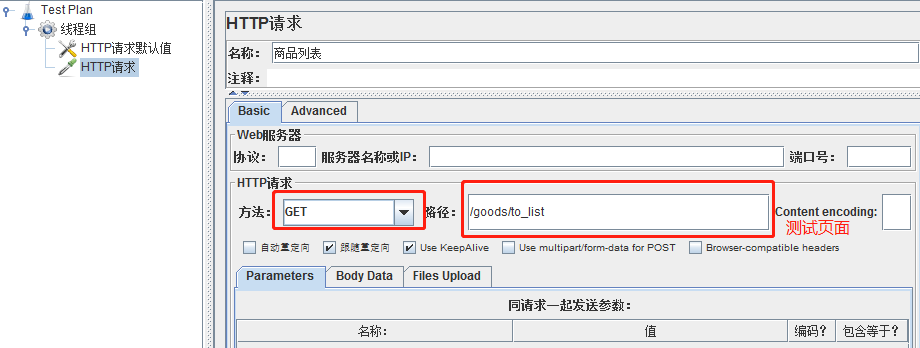 Test Plan
线程组
HTTP请求默认值
HTTP请求
HTTP请求
名称: 商品列表
注释:
Basic Advanced
Web服务器
协议: 服务器名称或IP: 端口号:
HTTP请求
方法: GET 路径: /goods/to_list Content encoding:
测试页面
自动重定向 跟随重定向 Use KeepAlive Use multipart/form-data for POST Browser-compatible headers
Parameters Body Data Files Upload
同请求一起发送参数:
名称: 值 编码? 包含等于?